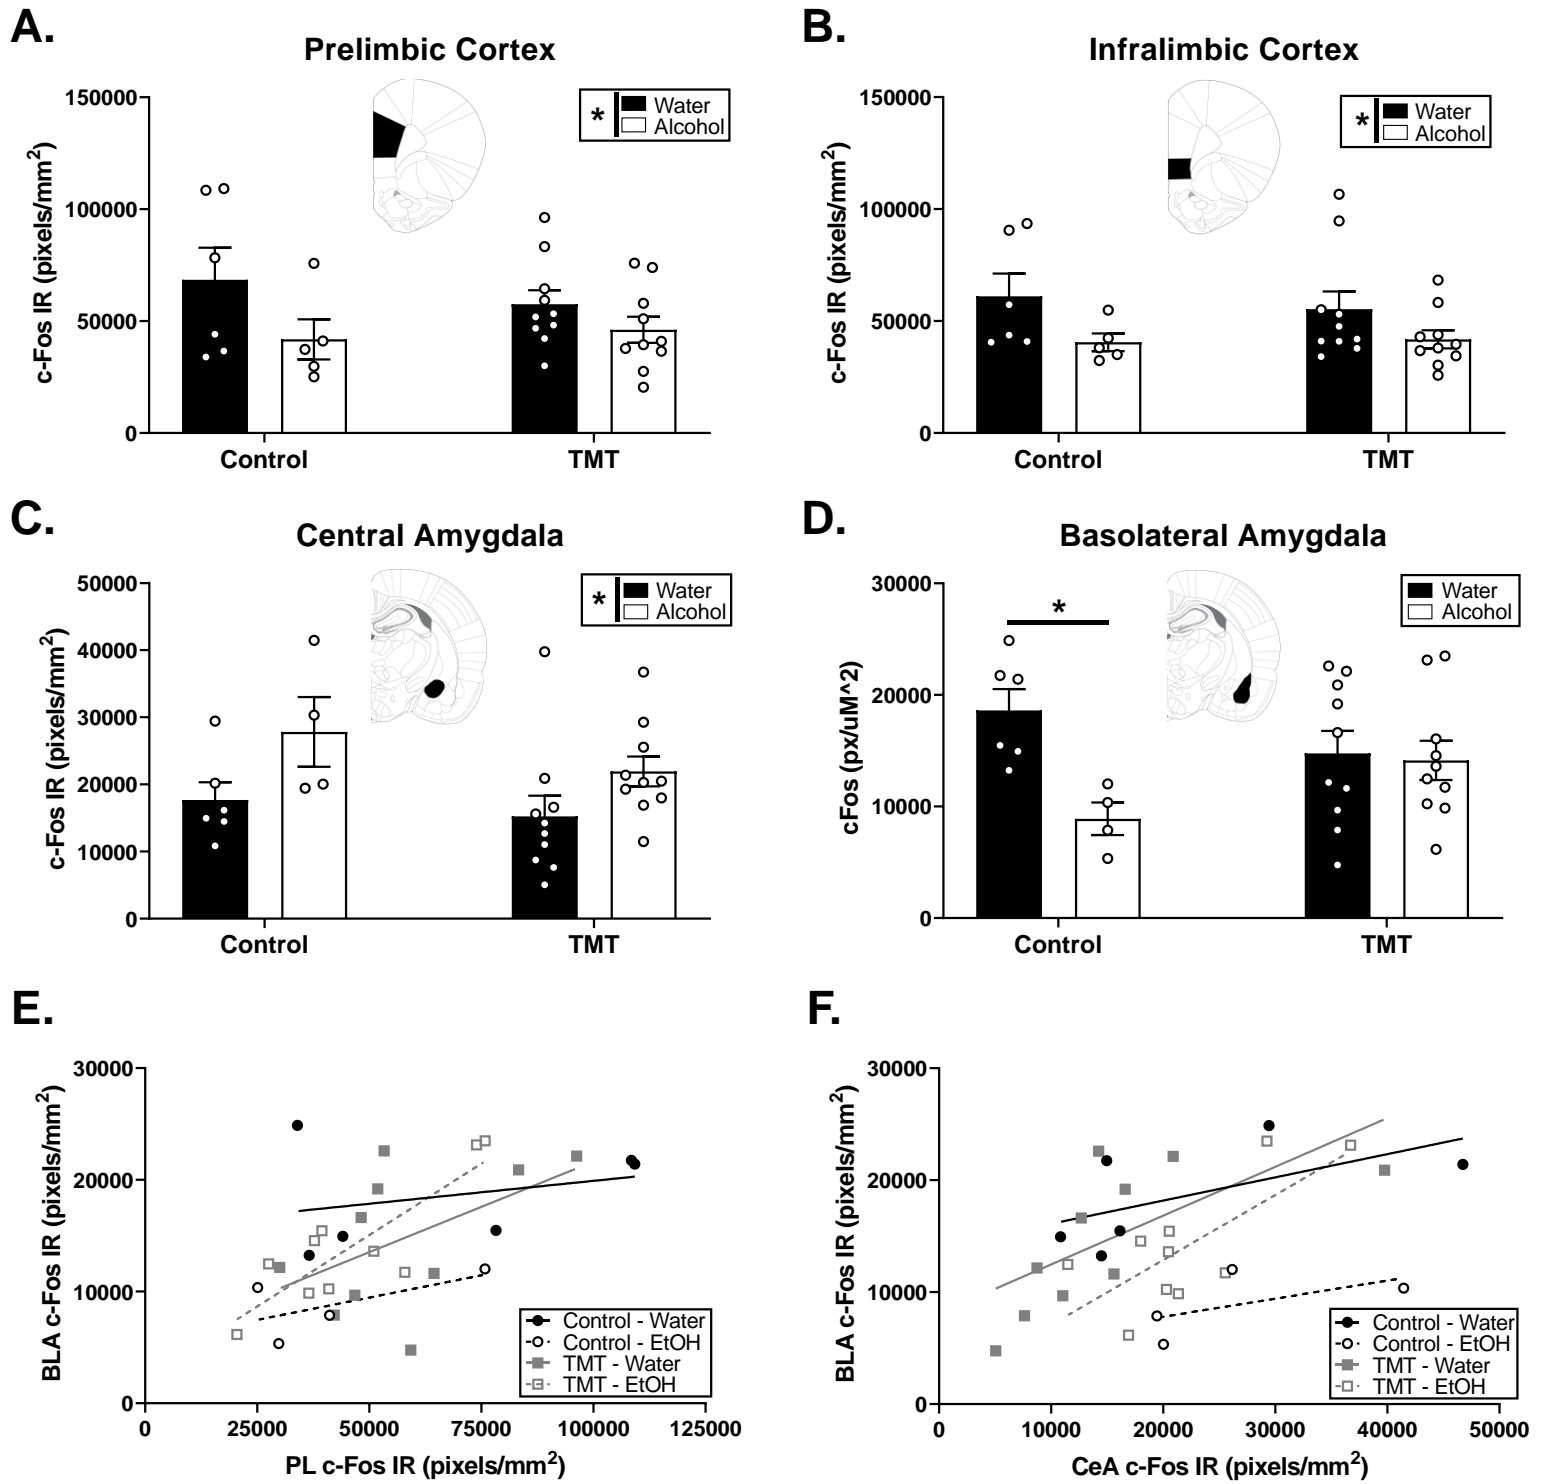 A.
Prelimbic Cortex
150000
100000
50000
0
c-Fos IR (pixels/mm2)
*
Water
Alcohol
Control
TMT
B.
Infralimbic Cortex
150000
100000
50000
0
c-Fos IR (pixels/mm2)
*
Water
Alcohol
Control
TMT
C.
Central Amygdala
50000
40000
30000
20000
10000
0
c-Fos IR (pixels/mm2)
*
Water
Alcohol
Control
TMT
D.
Basolateral Amygdala
30000
20000
10000
0
cFos (px/uM^2)
*
Water
Alcohol
Control
TMT
E.
30000
20000
10000
0
BLA c-Fos IR (pixels/mm2)
Control - Water
Control - EtOH
TMT - Water
TMT - EtOH
0 25000 50000 75000 100000 125000
PL c-Fos IR (pixels/mm2)
F.
30000
20000
10000
0
BLA c-Fos IR (pixels/mm2)
Control - Water
Control - EtOH
TMT - Water
TMT - EtOH
0 10000 20000 30000 40000 50000
CeA c-Fos IR (pixels/mm2)